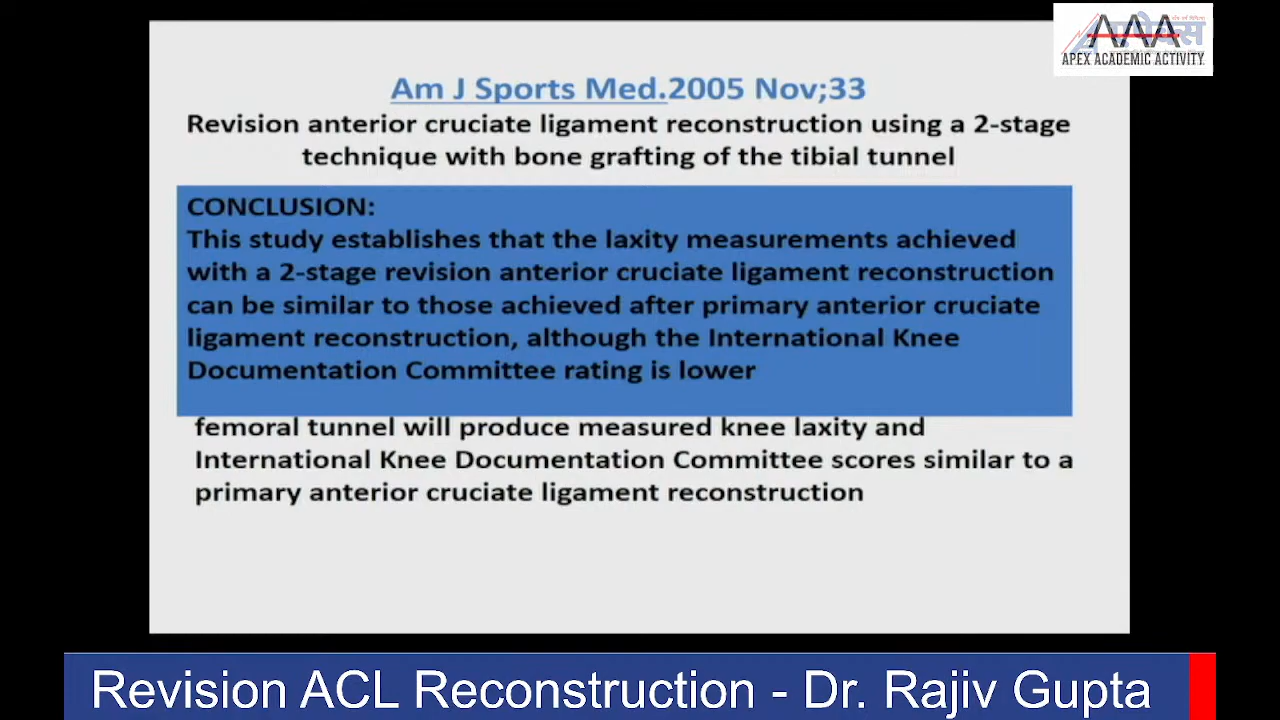 AAA
APEX ACADEMIC ACTIVITY
Am J Sports Med.2005 Nov;33
Revision anterior cruciate ligament reconstruction using a 2-stage
technique with bone grafting of the tibial tunnel
CONCLUSION:
This study establishes that the laxity measurements achieved
with a 2-stage revision anterior cruciate ligament reconstruction
can be similar to those achieved after primary anterior cruciate
ligament reconstruction, although the International Knee
Documentation Committee rating is lower
femoral tunnel will produce measured knee laxity and
International Knee Documentation Committee scores similar to a
primary anterior cruciate ligament reconstruction
Revision ACL Reconstruction - Dr. Rajiv Gupta